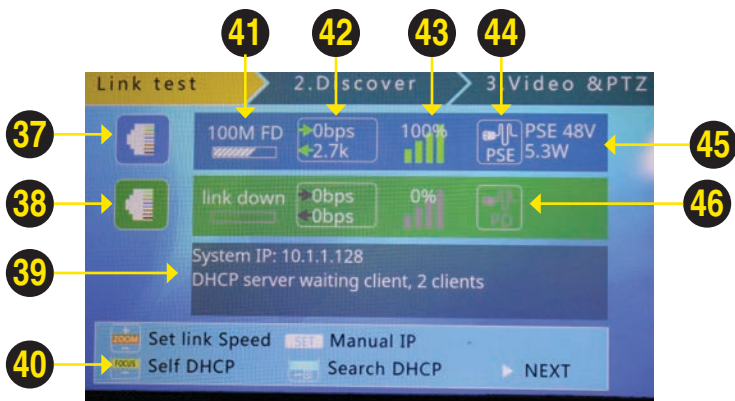 41 42 43 44
Link test 2.Discover 3.Video &PTZ
37
100M FD
0bps
2.7k
100%
PSE
PSE 48V
5.3W
45
38
link down
0bps
0bps
0%
PD
46
39
System IP: 10.1.1.128
DHCP server waiting client, 2 clients
40
ZOOM Set link Speed SET Manual IP
FOCUS Self DHCP Search DHCP NEXT